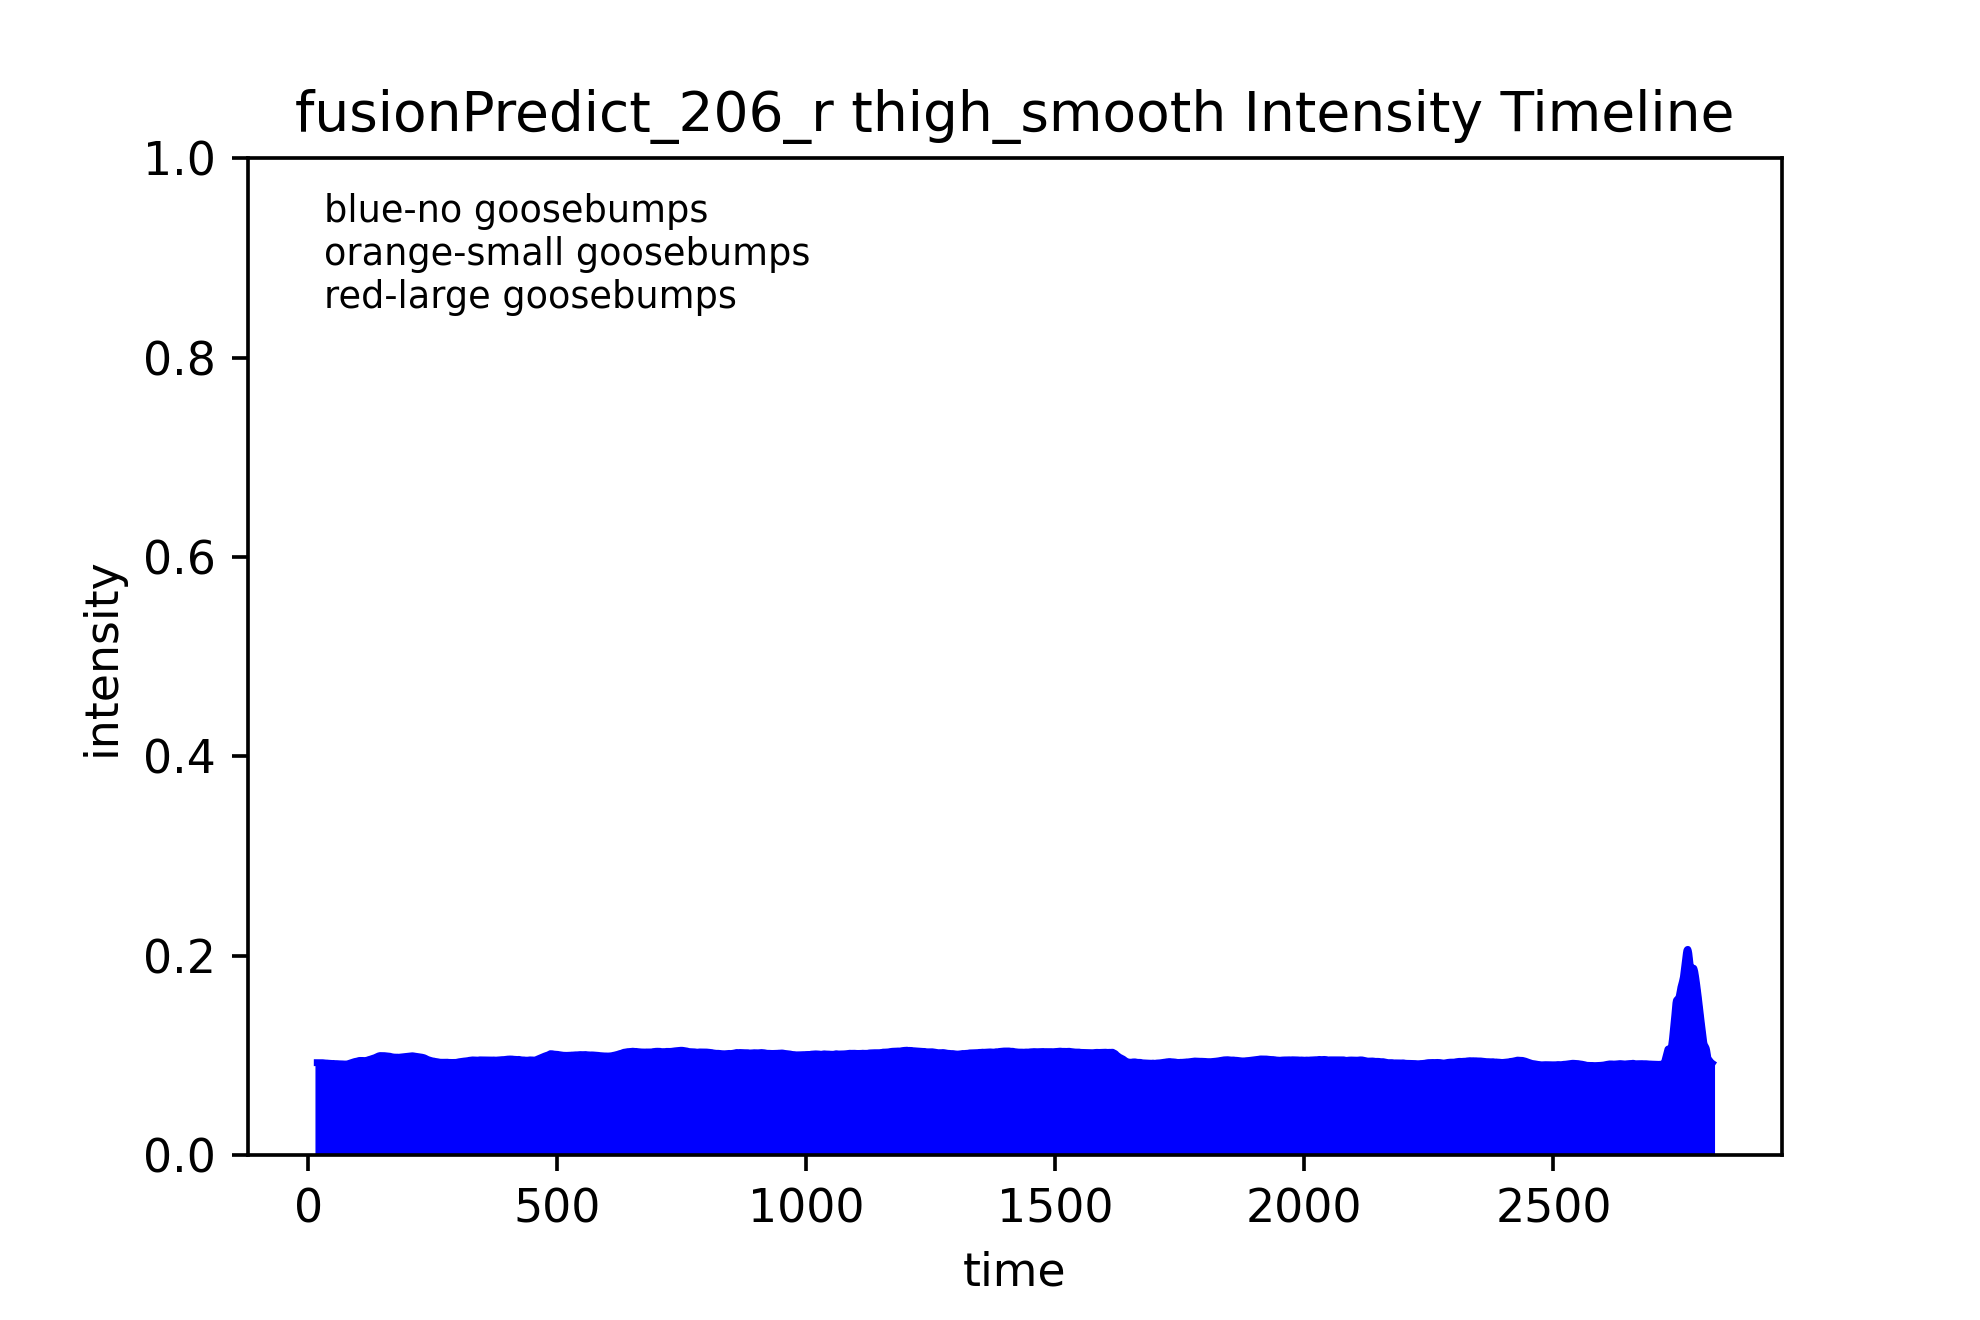 fusionPredict_206_r thigh_smooth Intensity Timeline
1.0
blue-no goosebumps
orange-small goosebumps
red-large goosebumps
0.8
0.6
0.4
0.2
0.0
intensity
0 500 1000 1500 2000 2500
time